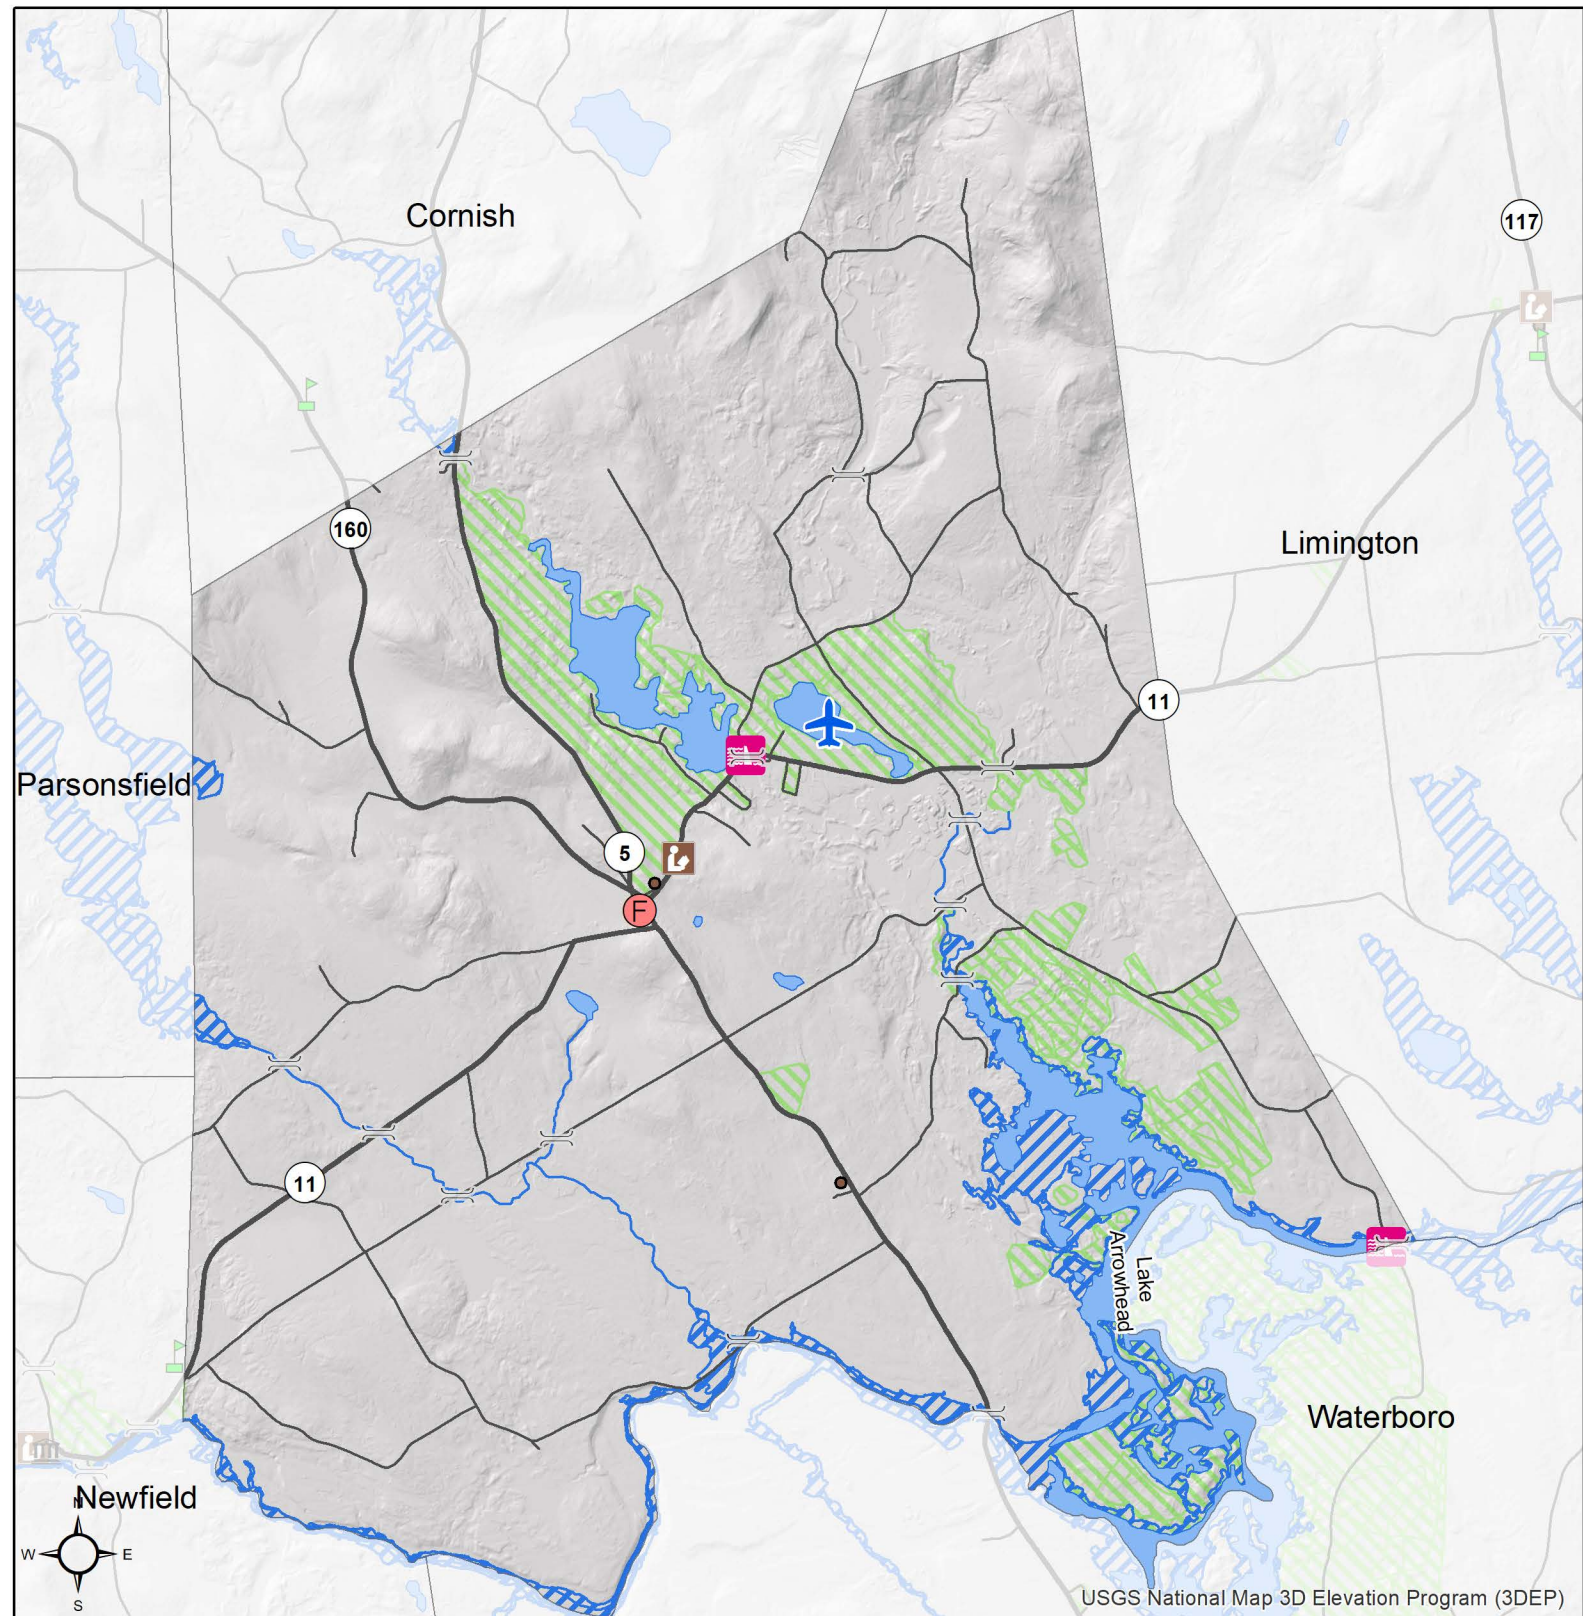 Cornish
117
160
Limington
11
Parsonsfield
5
F
11
Lake
Arrowhead
Waterboro
Newfield
N
W
E
S
USGS National Map 3D Elevation Program (3DEP)